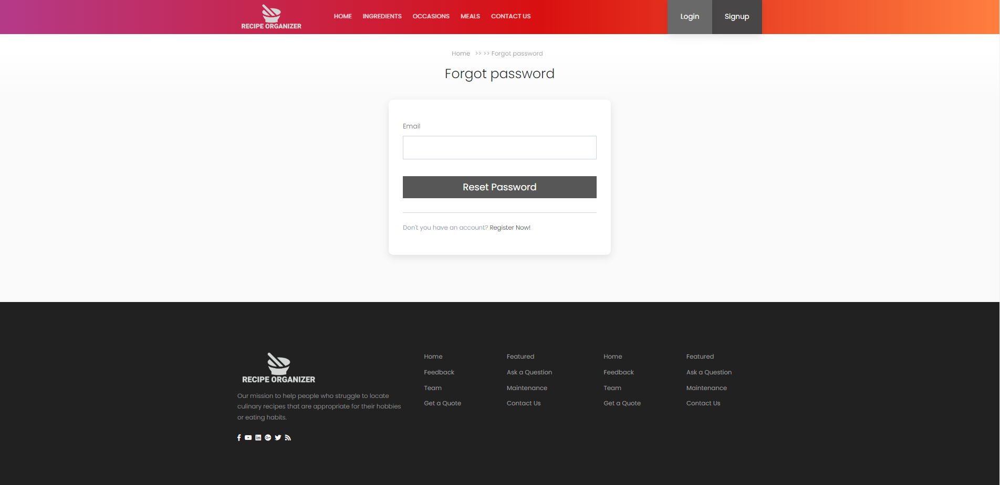 RECIPE ORGANIZER
HOME INGREDIENTS OCCASIONS MEALS CONTACT US
Login Signup
Home >> >> Forgot password
Forgot password
Email
Reset Password
Don't you have an account? Register Now!
RECIPE ORGANIZER
Our mission to help people who struggle to locate
culinary recipes that are appropriate for their hobbies
or eating habits.
Home
Feedback
Team
Get a Quote
Featured
Ask a Question
Maintenance
Contact Us
Home
Feedback
Team
Get a Quote
Featured
Ask a Question
Maintenance
Contact Us